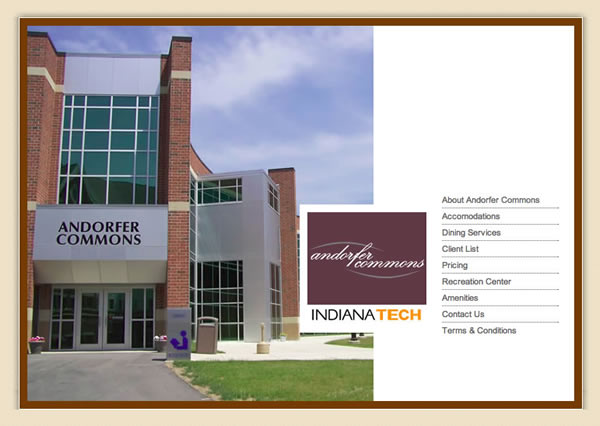 ANDORFER
COMMONS
andorfer
commons
INDIANA TECH
About Andorfer Commons
Accomodations
Dining Services
Client List
Pricing
Recreation Center
Amenities
Contact Us
Terms & Conditions